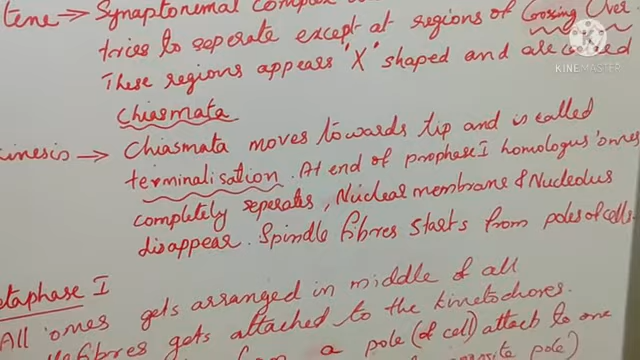 tene → Synaptonemal Complex
tries to seperate except at regions of Crossing Over
These regions appears 'X' shaped and are called
Chiasmata
kinesis → Chiasmata moves towards tip and is called
terminalisation. At end of prophase I homologus 'omes
completely seperates, Nuclear membrane & Nucleolus
disappear. Spindle fibres starts from poles of cells.
etaphase I
All 'omes gets arranged in middle of all
fibres gets attached to the kinetochores.
a pole (of cell) attach to one
opposite pole)
KINEMASTER